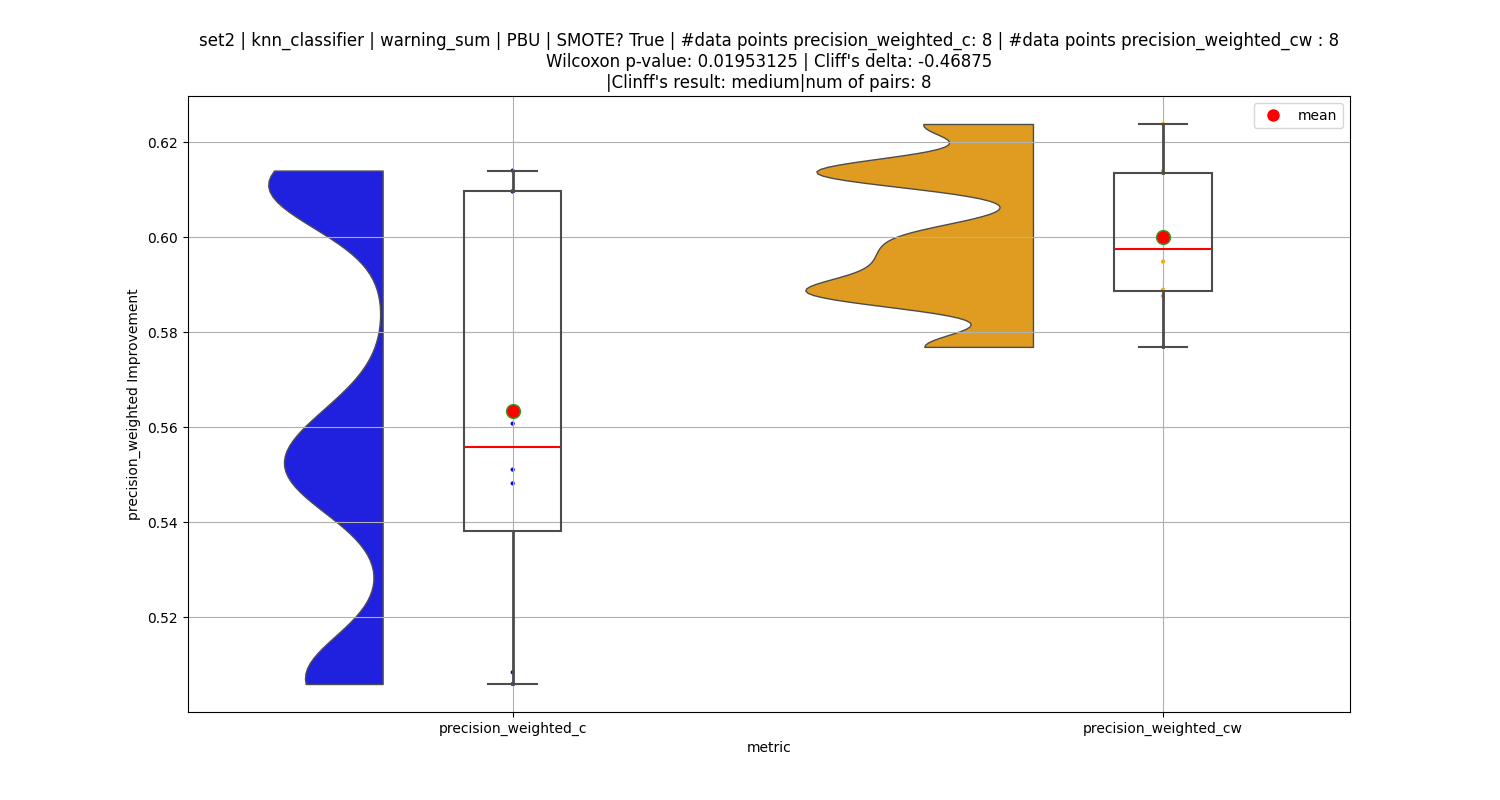 set2 | knn_classifier | warning_sum | PBU | SMOTE? True | #data points precision_weighted_c: 8 | #data points precision_weighted_cw : 8
Wilcoxon p-value: 0.01953125 | Cliff's delta: -0.46875
|Clinff's result: medium|num of pairs: 8
mean
0.62
0.60
0.58
0.56
0.54
0.52
precision_weighted Improvement
precision_weighted_c
precision_weighted_cw
metric